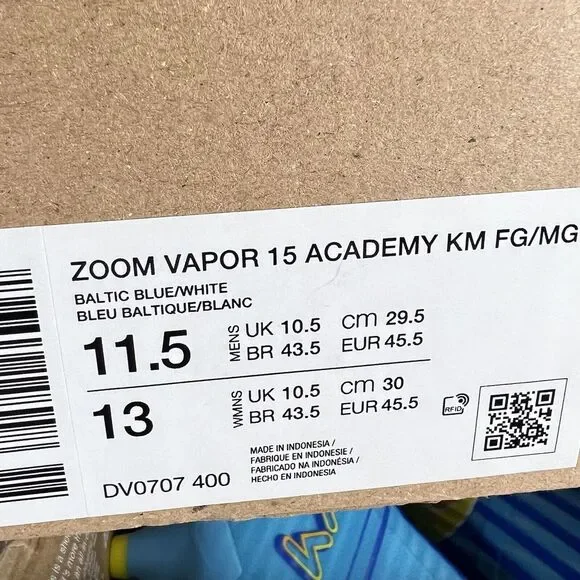 ZOOM VAPOR 15 ACADEMY KM FG/MG
BALTIC BLUE/WHITE
BLEU BALTIQUE/BLANC
11.5 MENS UK 10.5 cm 29.5
BR 43.5 EUR 45.5
13 WMNS UK 10.5 cm 30
BR 43.5 EUR 45.5
RFID
MADE IN INDONESIA /
FABRIQUE EN INDONESIE /
FABRICADO NA INDONÉSIA /
HECHO EN INDONESIA
DV0707 400
is a sho